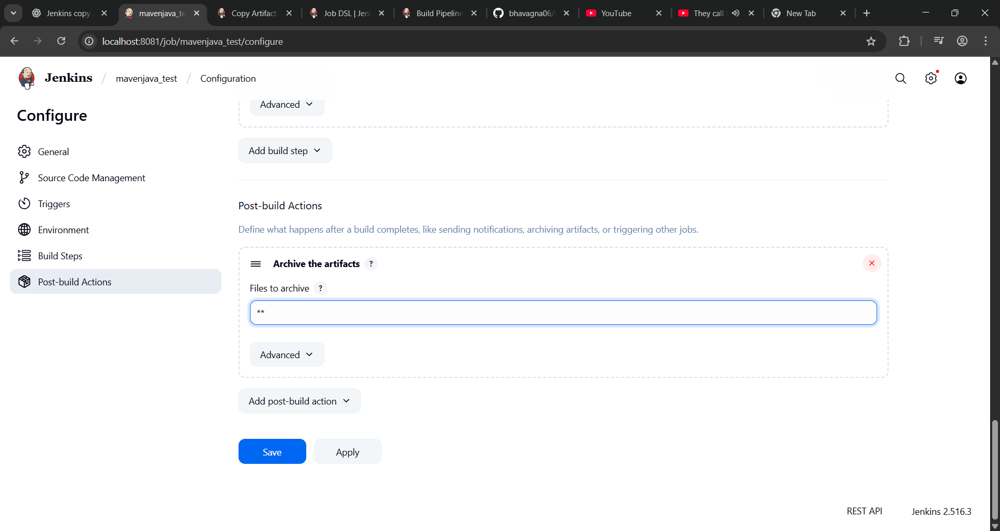 Jenkins copy
mavenjava_te
Copy Artifact
Job DSL | Jen
Build Pipeline
bhavagna06/
YouTube
They call
New Tab
localhost:8081/job/mavenjava_test/configure
Jenkins / mavenjava_test / Configuration
Configure
General
Source Code Management
Triggers
Environment
Build Steps
Post-build Actions
Advanced
Add build step
Post-build Actions
Define what happens after a build completes, like sending notifications, archiving artifacts, or triggering other jobs.
Archive the artifacts ?
Files to archive ?
**
Advanced
Add post-build action
Save
Apply
REST API
Jenkins 2.516.3